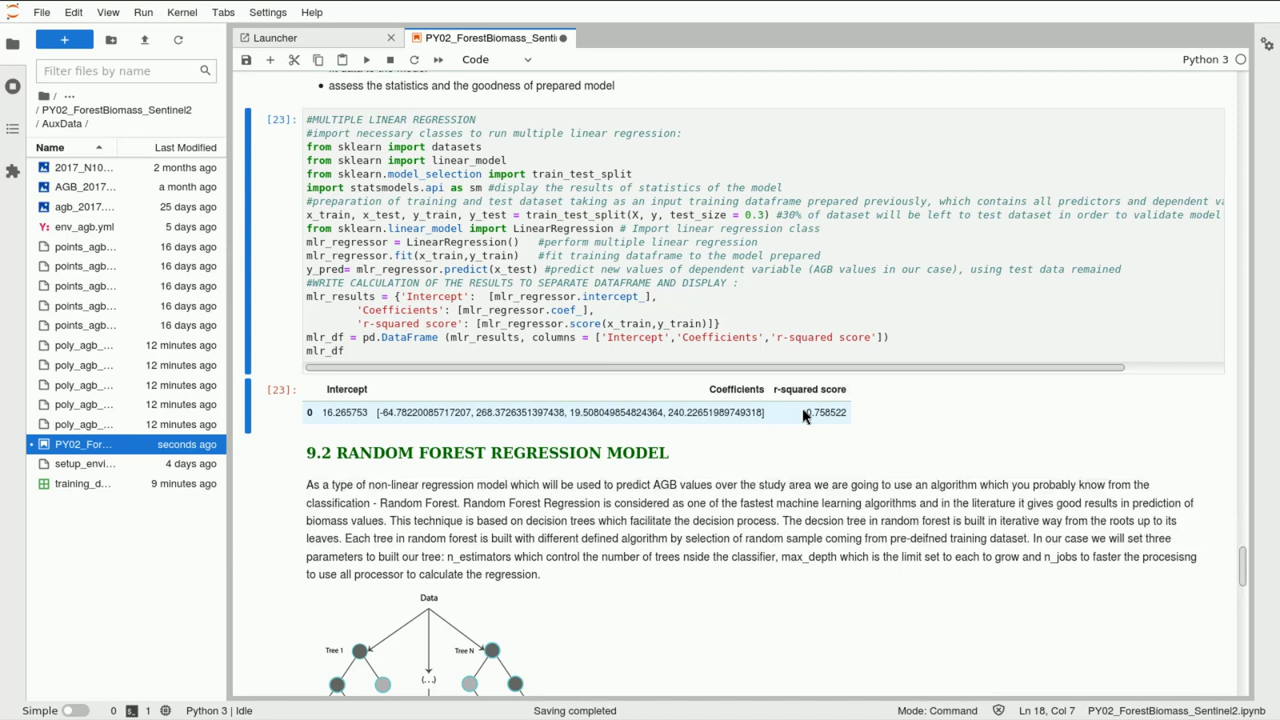 File Edit View Run Kernel Tabs Settings Help
Filter files by name
/ ...
/ PY02_ForestBiomass_Sentinel2
/ AuxData /
Name Last Modified
2017_N10... 2 months ago
AGB_2017... a month ago
agb_2017.... 25 days ago
env_agb.yml 5 days ago
points_agb... 16 days ago
points_agb... 16 days ago
points_agb... 16 days ago
points_agb... 16 days ago
points_agb... 16 days ago
poly_agb_... 12 minutes ago
poly_agb_... 12 minutes ago
poly_agb_... 12 minutes ago
poly_agb_... 12 minutes ago
poly_agb_... 12 minutes ago
PY02_For... seconds ago
setup_envi... 4 days ago
training_d... 9 minutes ago
Launcher
PY02_ForestBiomass_Senti
Code
Python 3
• assess the statistics and the goodness of prepared model
[23]:
#MULTIPLE LINEAR REGRESSION
#import necessary classes to run multiple linear regression:
from sklearn import datasets
from sklearn import linear_model
from sklearn.model_selection import train_test_split
import statsmodels.api as sm #display the results of statistics of the model
#preparation of training and test dataset taking as an input training dataframe prepared previously, which contains all predictors and dependent va
x_train, x_test, y_train, y_test = train_test_split(X, y, test_size = 0.3) #30% of dataset will be left to test dataset in order to validate model
from sklearn.linear_model import LinearRegression # Import linear regression class
mlr_regressor = LinearRegression() #perform multiple linear regression
mlr_regressor.fit(x_train,y_train) #fit training dataframe to the model prepared
y_pred= mlr_regressor.predict(x_test) #predict new values of dependent variable (AGB values in our case), using test data remained
#WRITE CALCULATION OF THE RESULTS TO SEPARATE DATAFRAME AND DISPLAY :
mlr_results = {'Intercept': [mlr_regressor.intercept_],
'Coefficients': [mlr_regressor.coef_],
'r-squared score': [mlr_regressor.score(x_train,y_train)]}
mlr_df = pd.DataFrame (mlr_results, columns = ['Intercept','Coefficients','r-squared score'])
mlr_df
[23]:
Intercept Coefficients r-squared score
0 16.265753 [-64.78220085717207, 268.3726351397438, 19.508049854824364, 240.22651989749318] 0.758522
9.2 RANDOM FOREST REGRESSION MODEL
As a type of non-linear regression model which will be used to predict AGB values over the study area we are going to use an algorithm which you probably know from the
classification - Random Forest. Random Forest Regression is considered as one of the fastest machine learning algorithms and in the literature it gives good results in prediction of
biomass values. This technique is based on decision trees which facilitate the decision process. The decsion tree in random forest is built in iterative way from the roots up to its
leaves. Each tree in random forest is built with different defined algorithm by selection of random sample coming from pre-deifned training dataset. In our case we will set three
parameters to built our tree: n_estimators which control the number of trees nside the classifier, max_depth which is the limit set to each to grow and n_jobs to faster the procesisng
to use all processor to calculate the regression.
Data
Tree 1 Tree N
(...)
Simple 0 1 Python 3 | Idle Saving completed Mode: Command Ln 18, Col 7 PY02_ForestBiomass_Sentinel2.ipynb